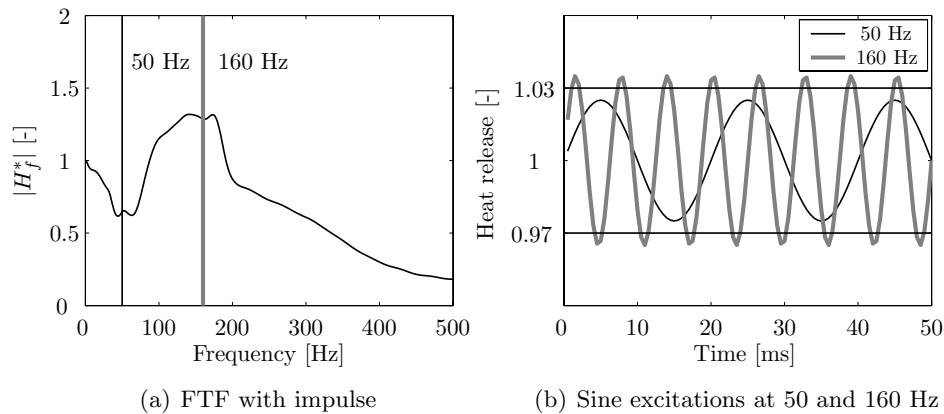 2
1.5
1
0.5
0
|H*f| [-]
50 Hz
160 Hz
0
100
200
300
400
500
Frequency [Hz]
(a) FTF with impulse
1.03
1
0.97
Heat release [-]
50 Hz
160 Hz
0
10
20
30
40
50
Time [ms]
(b) Sine excitations at 50 and 160 Hz